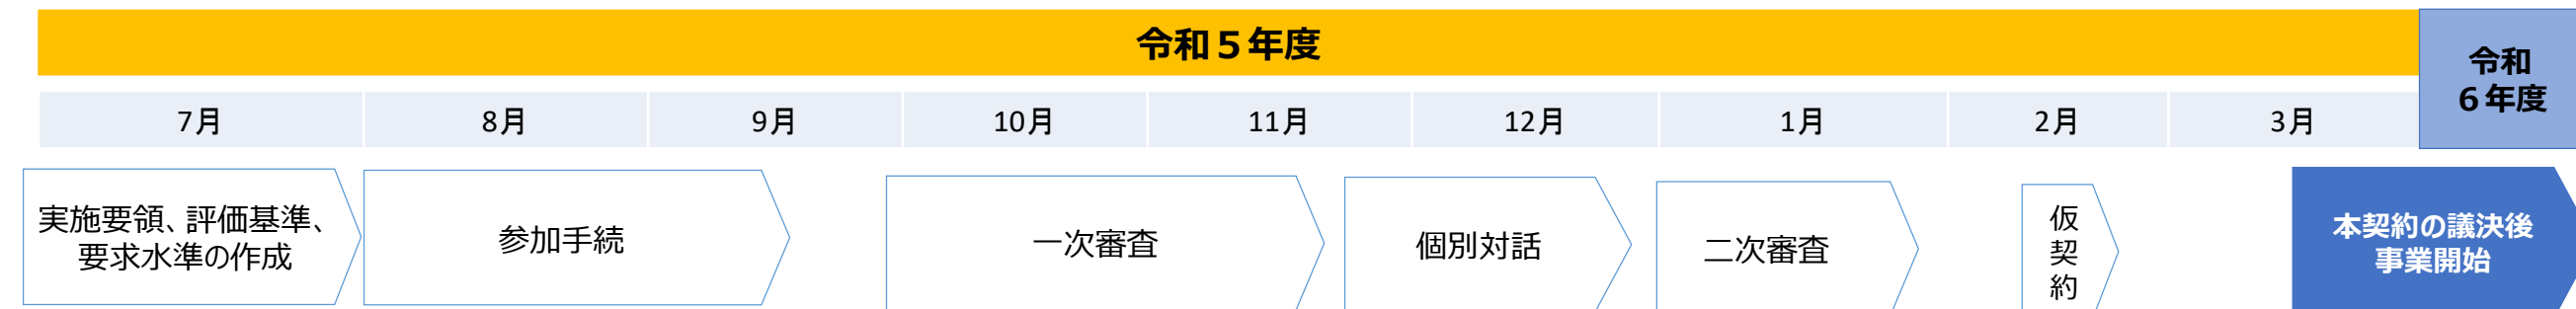 令和５年度
令和
６年度
7月
8月
9月
10月
11月
12月
1月
2月
3月
実施要領、評価基準、
要求水準の作成
参加手続
一次審査
個別対話
二次審査
仮
契
約
本契約の議決後
事業開始